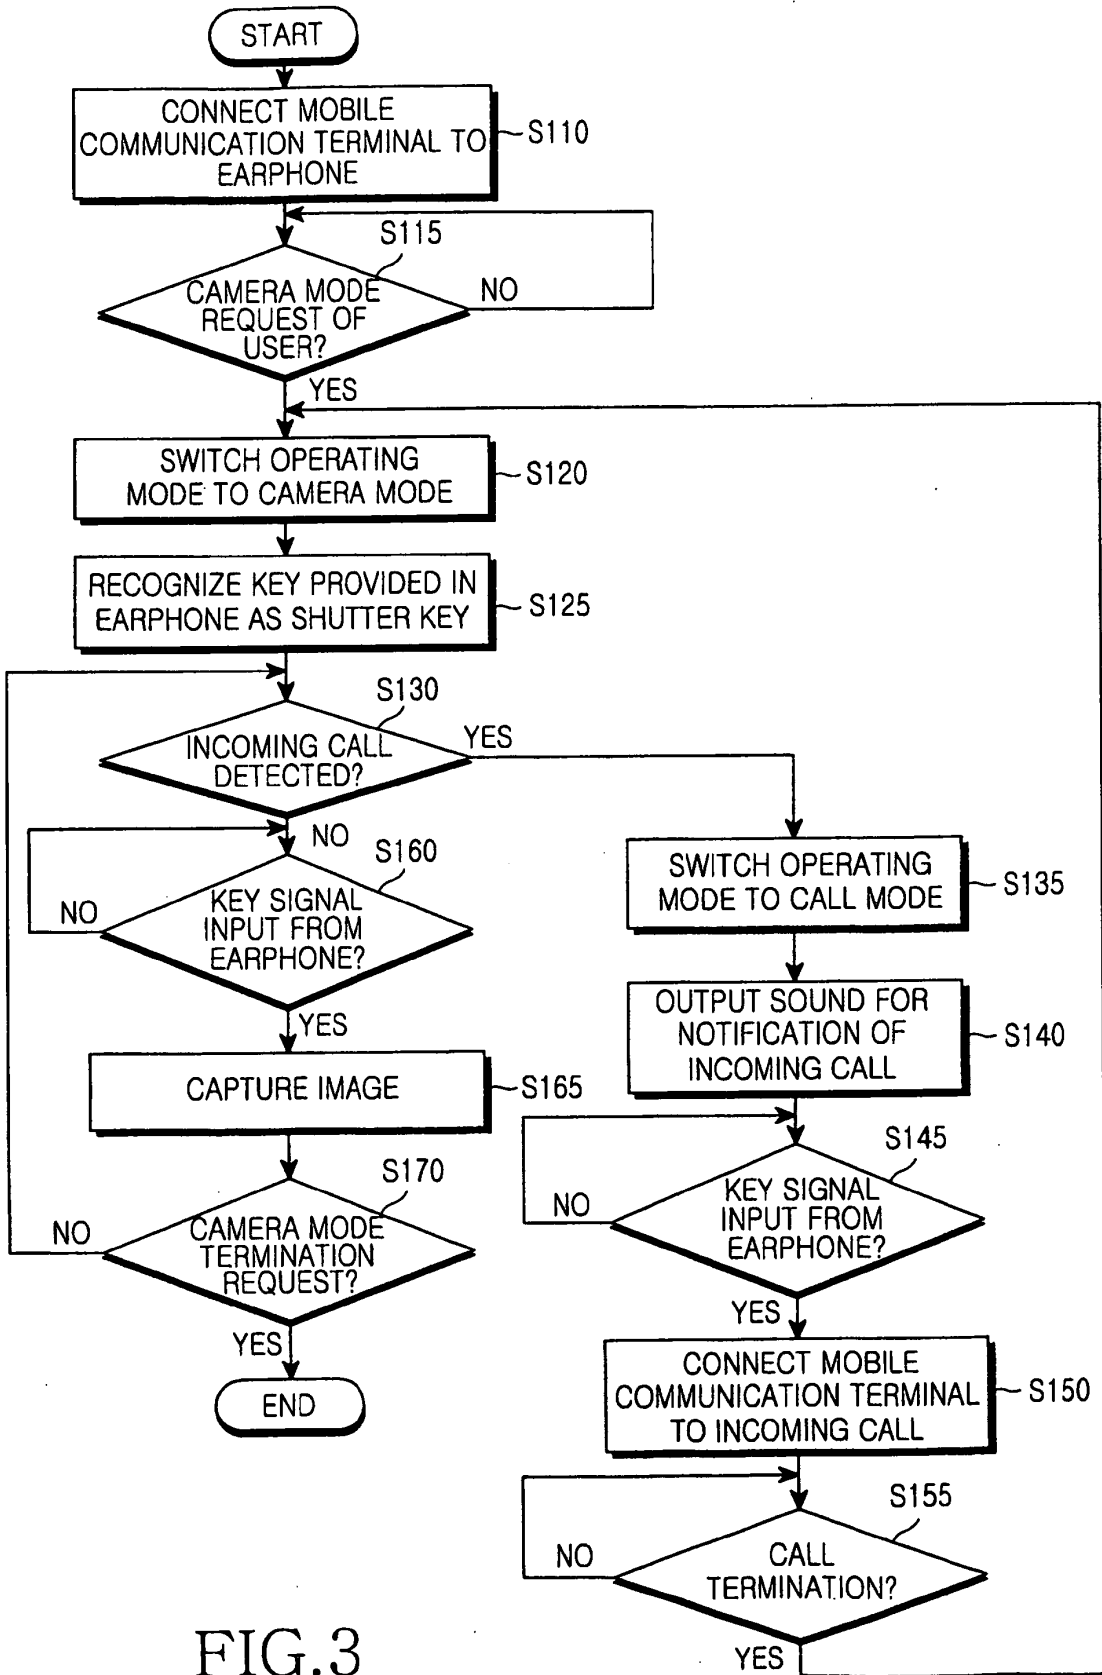 START
CONNECT MOBILE
COMMUNICATION TERMINAL TO
EARPHONE
S110
S115
CAMERA MODE
REQUEST OF
USER?
NO
YES
SWITCH OPERATING
MODE TO CAMERA MODE
S120
RECOGNIZE KEY PROVIDED IN
EARPHONE AS SHUTTER KEY
S125
S130
INCOMING CALL
DETECTED?
YES
NO
S160
KEY SIGNAL
INPUT FROM
EARPHONE?
NO
YES
CAPTURE IMAGE
S165
S170
CAMERA MODE
TERMINATION
REQUEST?
NO
YES
END
SWITCH OPERATING
MODE TO CALL MODE
S135
OUTPUT SOUND FOR
NOTIFICATION OF
INCOMING CALL
S140
S145
KEY SIGNAL
INPUT FROM
EARPHONE?
NO
YES
CONNECT MOBILE
COMMUNICATION TERMINAL
TO INCOMING CALL
S150
S155
CALL
TERMINATION?
NO
YES
FIG.3